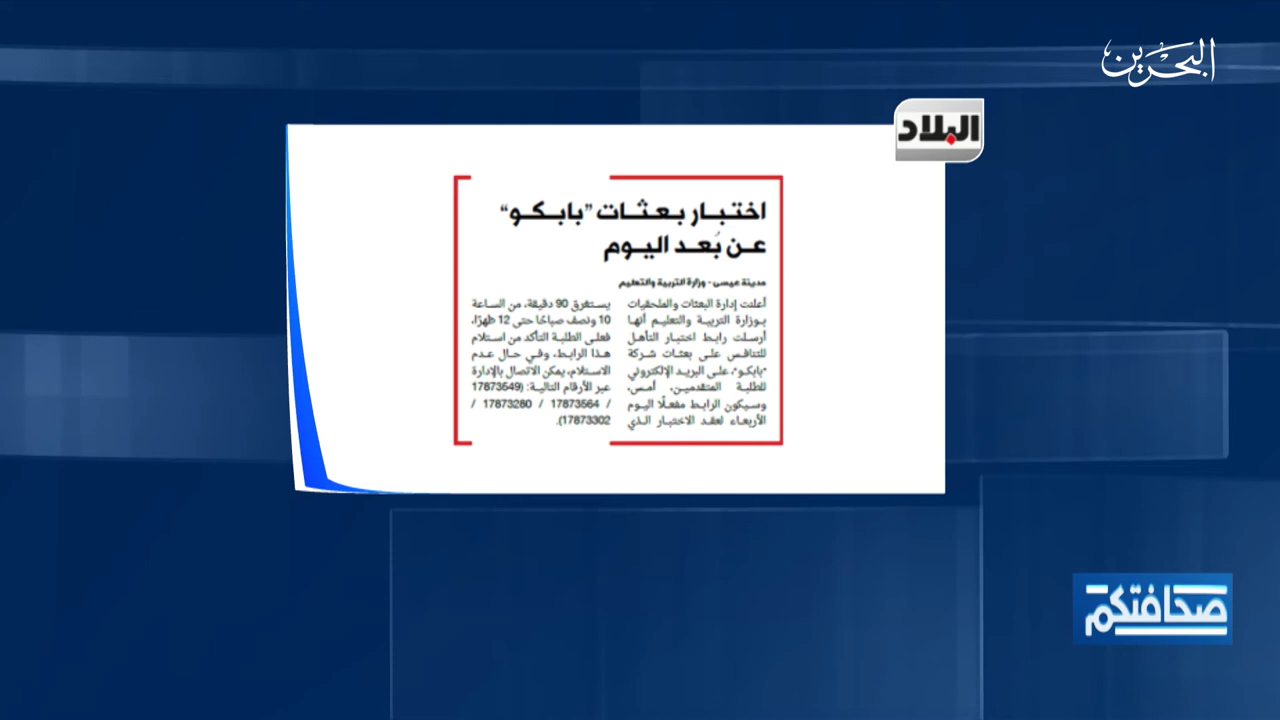 البحرين
البلاد
اختبار بعثات "بابكو"
عن بُعد اليوم
مدينة عيسى - وزارة التربية والتعليم
أعلنت إدارة البعثات والملحقيات
بوزارة التربية والتعليم أنها
أرسلت رابط اختبار التأهل
للتنافس على بعثات شركة
"بابكو"، على البريد الإلكتروني
للطلبة المتقدمين، أمس،
وسيكون الرابط مفعلًا اليوم
الأربعاء لعقد الاختبار الذي
يستغرق 90 دقيقة، من الساعة
10 ونصف صباحًا حتى 12 ظهرًا،
فعلى الطلبة التأكد من استلام
هذا الرابط، وفي حال عدم
الاستلام، يمكن الاتصال بالإدارة
عبر الأرقام التالية: (17873549
/ 17873564 / 17873280 /
17873302).
صحافتكم